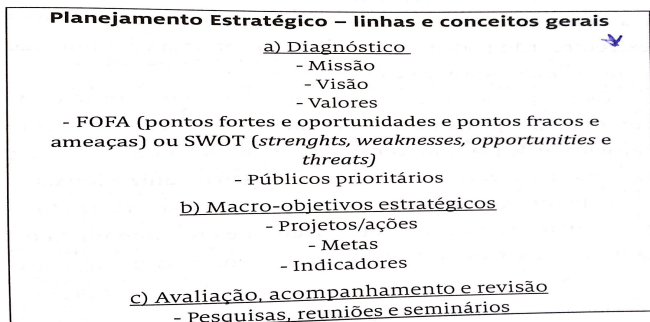 Planejamento Estratégico – linhas e conceitos gerais
a) Diagnóstico
- Missão
- Visão
- Valores
- FOFA (pontos fortes e oportunidades e pontos fracos e
ameaças) ou SWOT (strenghts, weaknesses, opportunities e
threats)
- Públicos prioritários
b) Macro-objetivos estratégicos
- Projetos/ações
- Metas
- Indicadores
c) Avaliação, acompanhamento e revisão
- Pesquisas, reuniões e seminários